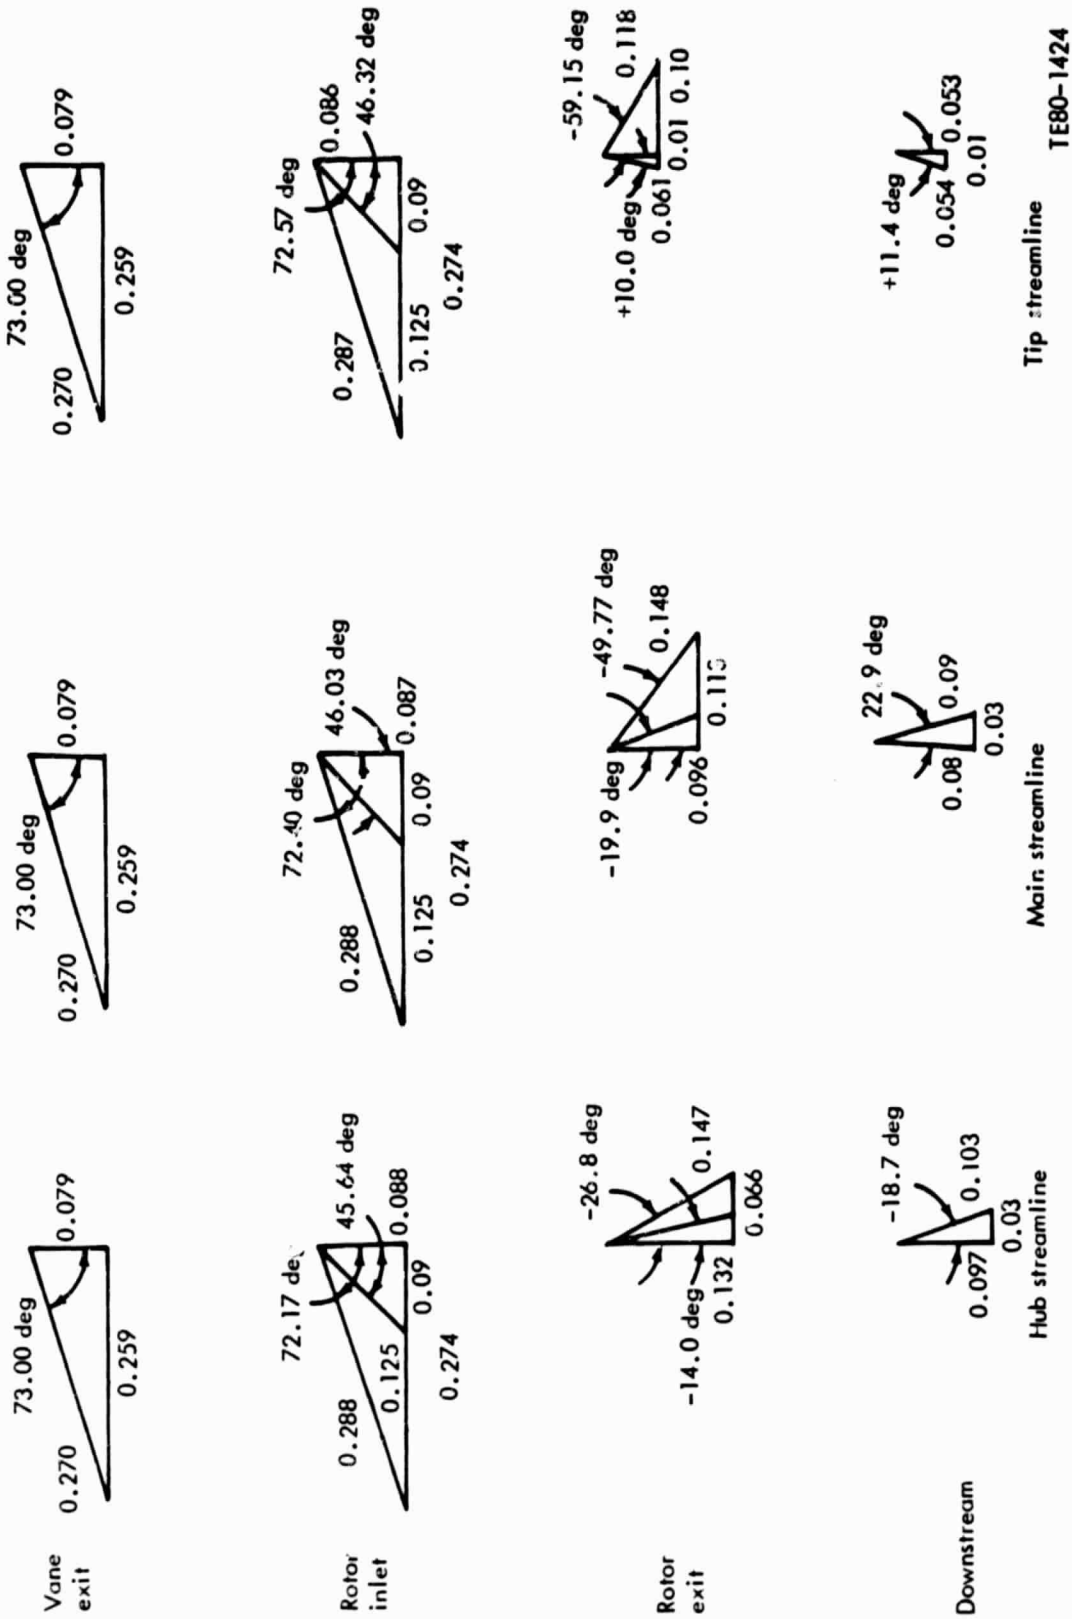 Vane
exit
73.00 deg
0.270
0.079
0.259
73.00 deg
0.270
0.079
0.259
73.00 deg
0.270
0.079
0.259
Rotor
inlet
72.17
45.64 deg
0.288
0.125
0.088
0.09
0.274
72.40 deg
46.03 deg
0.288
0.087
0.09
0.125
0.274
72.57 deg
0.086
46.32 deg
0.287
0.09
0.125
0.274
Rotor
exit
-26.8 deg
0.147
-14.0 deg
0.132
0.066
-49.77 deg
0.148
-19.9 deg
0.096
-59.15 deg
0.118
+10.0 deg
0.061
0.01
0.10
Downstream
-18.7 deg
0.103
0.097
0.03
22.9 deg
0.09
0.08
0.03
+11.4 deg
0.053
0.054
0.01
Hub streamline
Main streamline
Tip streamline
TE80-1424